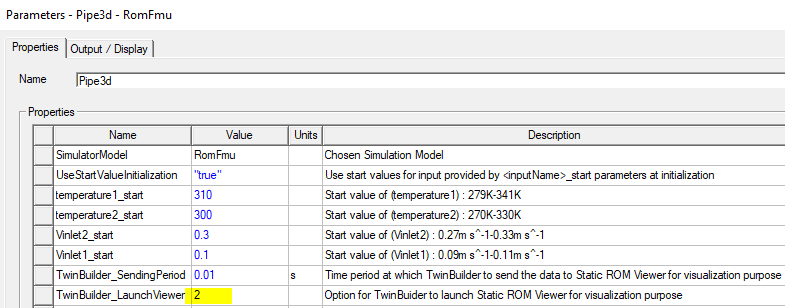 Parameters - Pipe3d - RomFmu
Properties Output / Display
Name Pipe3d
Properties
Name Value Units Description
SimulatorModel RomFmu Chosen Simulation Model
UseStartValueInitialization "true" Use start values for input provided by <inputName>_start parameters at initialization
temperature1_start 310 Start value of (temperature1) : 279K-341K
temperature2_start 300 Start value of (temperature2) : 270K-330K
Vinlet2_start 0.3 Start value of (Vinlet2) : 0.27m s^-1-0.33m s^-1
Vinlet1_start 0.1 Start value of (Vinlet1) : 0.09m s^-1-0.11m s^-1
TwinBuilder_SendingPeriod 0.01 s Time period at which TwinBuilder to send the data to Static ROM Viewer for visualization purpose
TwinBuilder_LaunchViewer 2 Option for TwinBuider to launch Static ROM Viewer for visualization purpose